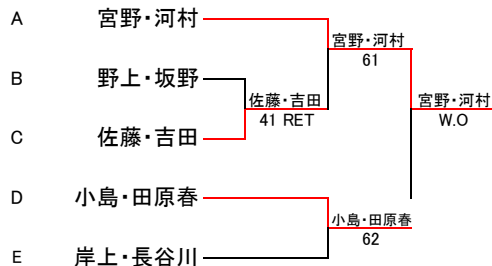 A 宮野・河村
宮野・河村
61
B 野上・坂野
佐藤・吉田
41 RET
宮野・河村
W.O
C 佐藤・吉田
D 小島・田原春
小島・田原春
62
E 岸上・長谷川